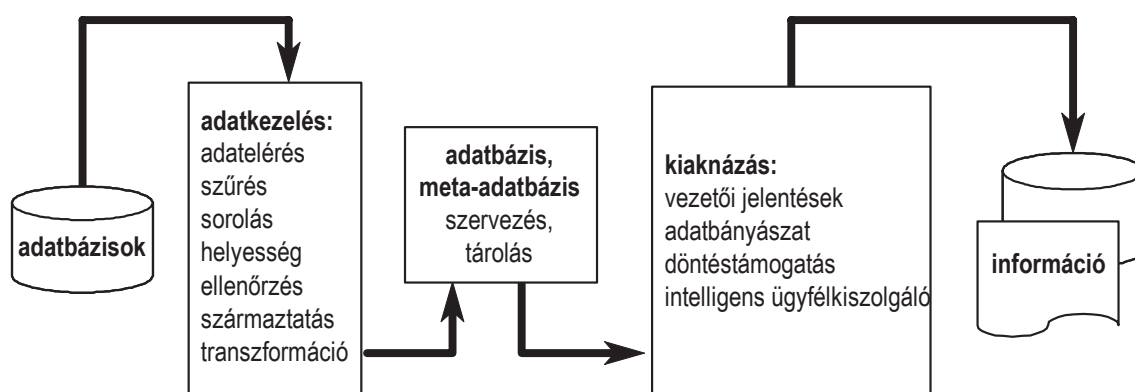 adatbázisok
adatkezelés:
adatelérés
szűrés
sorolás
helyesség
ellenőrzés
származtatás
transzformáció
adatbázis,
meta-adatbázis
szervezés,
tárolás
kiaknázás:
vezetői jelentések
adatbányászat
döntéstámogatás
intelligens ügyfélkiszolgáló
információ